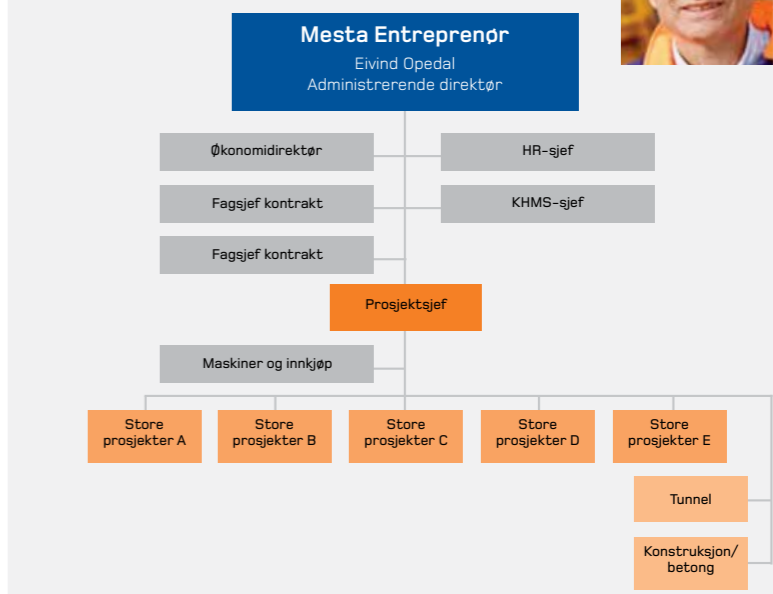 Mesta Entreprenør
Eivind Opedal
Administrerende direktør
Økonomidirektør
HR-sjef
Fagsjef kontrakt
KHMS-sjef
Fagsjef kontrakt
Prosjektsjef
Maskiner og innkjøp
Store
prosjekter A
Store
prosjekter B
Store
prosjekter C
Store
prosjekter D
Store
prosjekter E
Tunnel
Konstruksjon/
betong